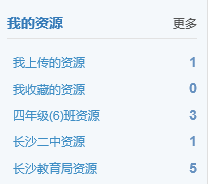 我的资源 更多
我上传的资源 1
我收藏的资源 0
四年级(6)班资源 3
长沙二中资源 1
长沙教育局资源 5